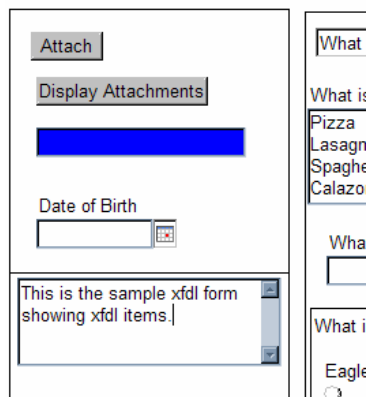 Attach
Display Attachments
Date of Birth
This is the sample xfdl form
showing xfdl items.
What
What is
Pizza
Spaghe
Calazo
What i
Eagle